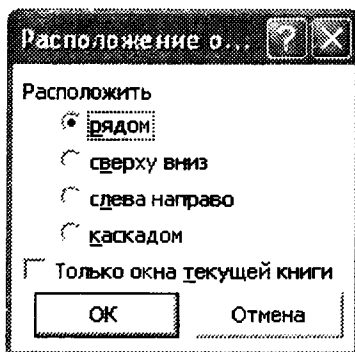 Расположение о...
Расположить
рядом
сверху вниз
слева направо
каскадом
Только окна текущей книги
ОК Отмена